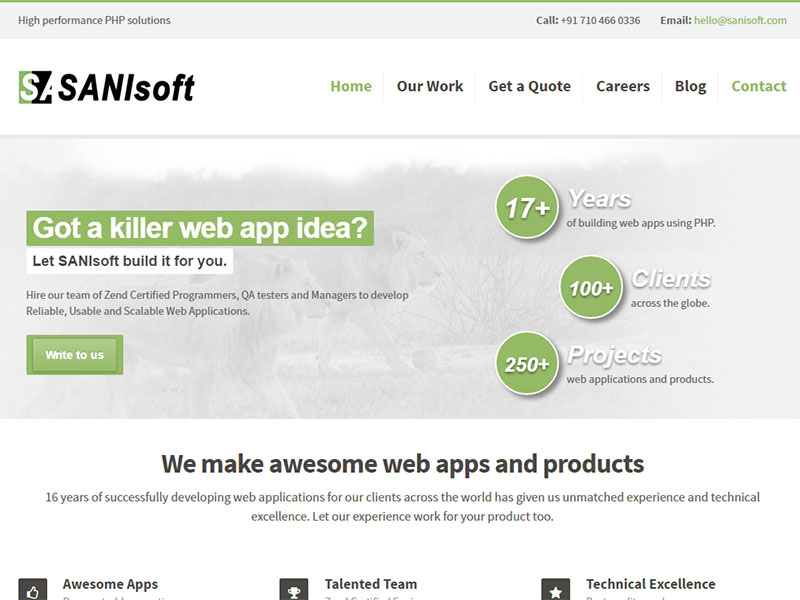 High performance PHP solutions
Call: +91 710 466 0336 Email: hello@sanisoft.com
SA SANIsoft
Home Our Work Get a Quote Careers Blog Contact
Got a killer web app idea?
Let SANIsoft build it for you.
Hire our team of Zend Certified Programmers, QA testers and Managers to develop
Reliable, Usable and Scalable Web Applications.
Write to us
17+ Years
of building web apps using PHP.
100+ Clients
across the globe.
250+ Projects
web applications and products.
We make awesome web apps and products
16 years of successfully developing web applications for our clients across the world has given us unmatched experience and technical
excellence. Let our experience work for your product too.
Awesome Apps
Talented Team
Technical Excellence